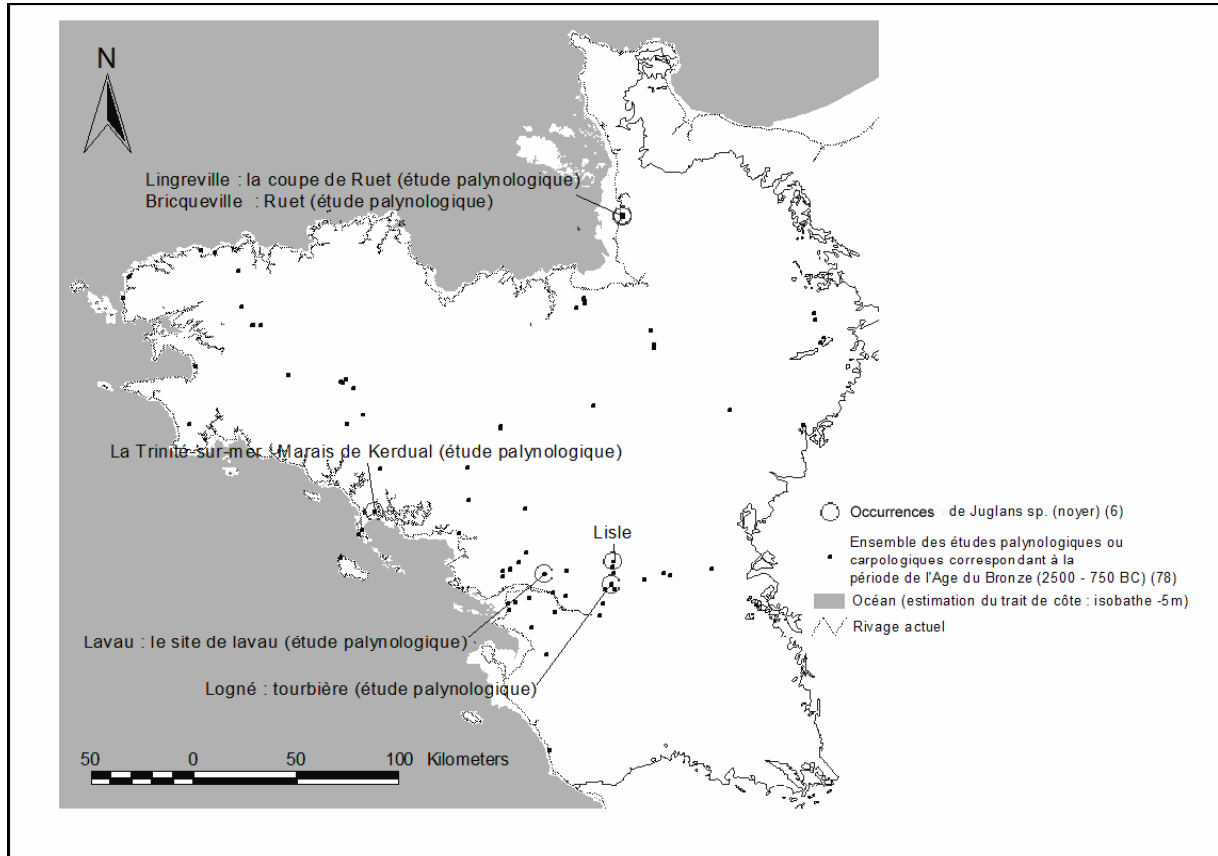 N
Lingreville : la coupe de Ruet (étude palynologique)
Bricqueville : Ruet (étude palynologique)
La Trinité-sur-mer : Marais de Kerdual (étude palynologique)
Lisle
Lavau : le site de lavau (étude palynologique)
Logné : tourbière (étude palynologique)
50 0 50 100 Kilometers
Occurrences de Juglans sp. (noyer) (6)
Ensemble des études palynologiques ou
carpologiques correspondant à la
période de l'Age du Bronze (2500 - 750 BC) (78)
Océan (estimation du trait de côte : isobathe -5m)
Rivage actuel